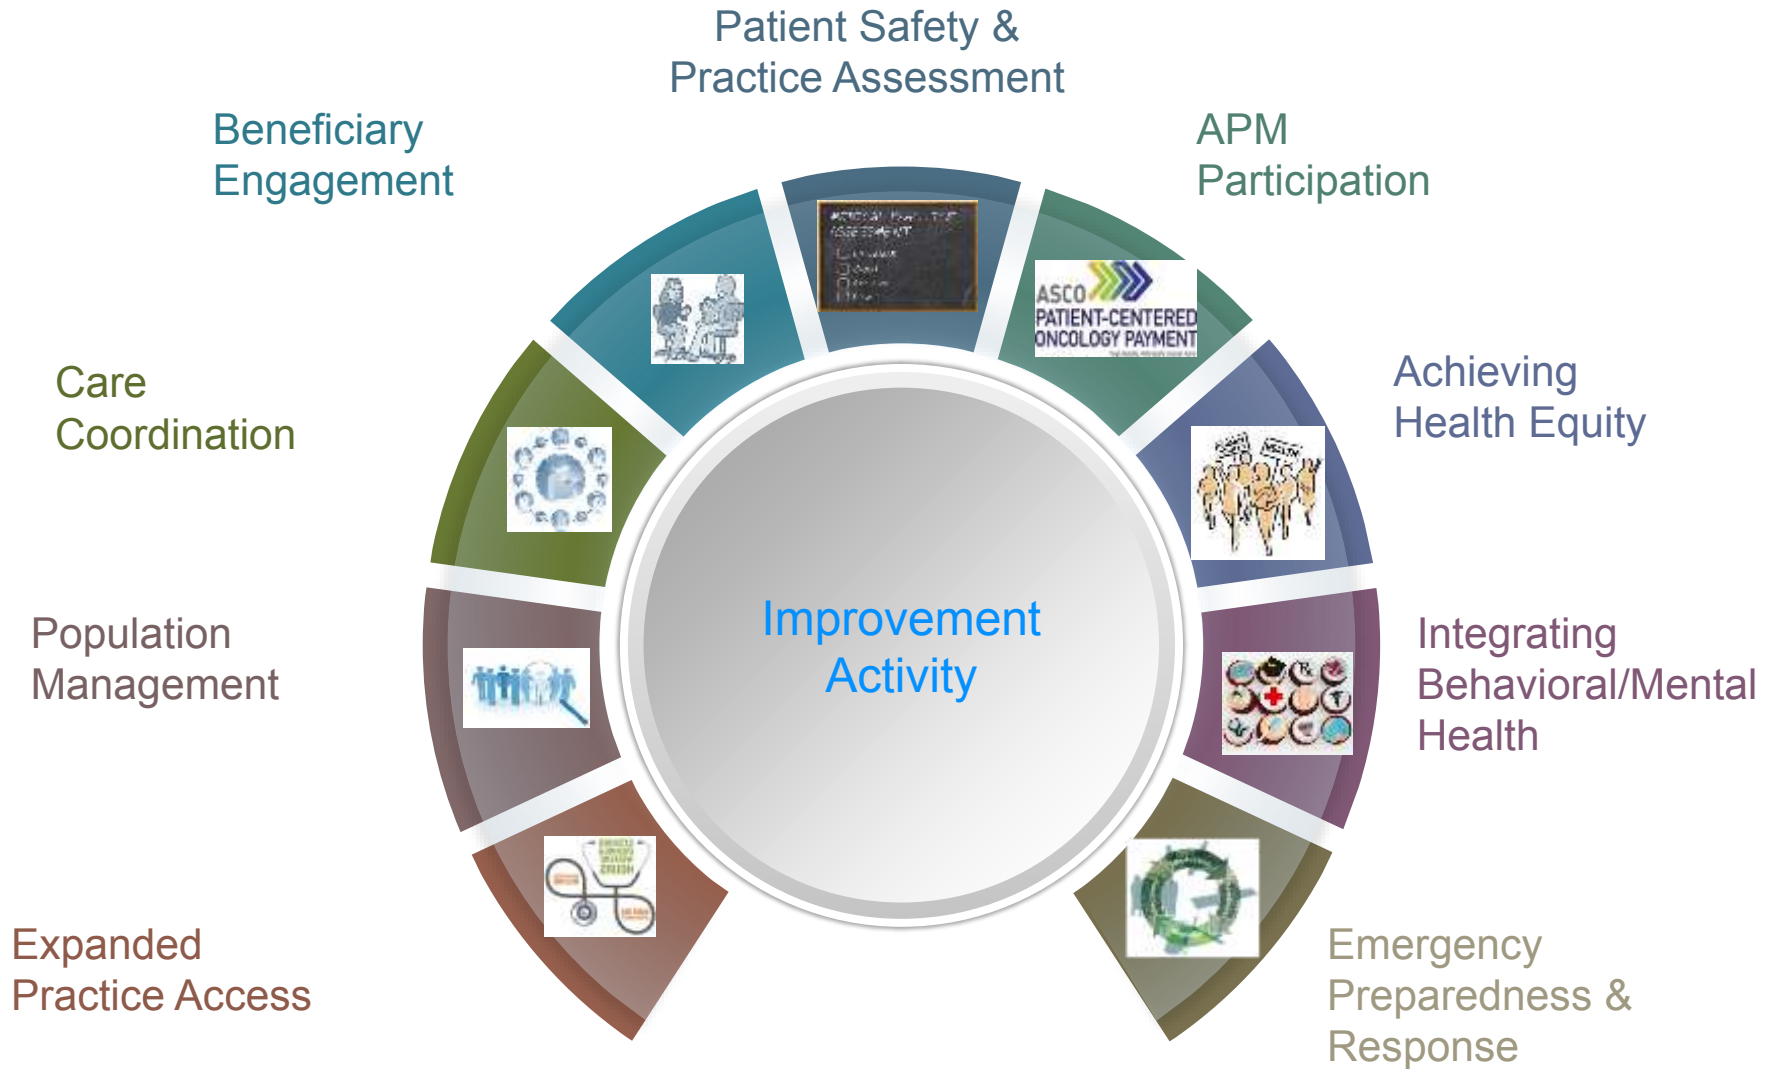 Patient Safety &
Practice Assessment
Beneficiary
Engagement
APM
Participation
ASCO
PATIENT-CENTERED
ONCOLOGY PAYMENT
Care
Coordination
Achieving
Health Equity
HEALTH
Improvement
Activity
Population
Management
Integrating
Behavioral/Mental
Health
Expanded
Practice Access
Emergency
Preparedness &
Response